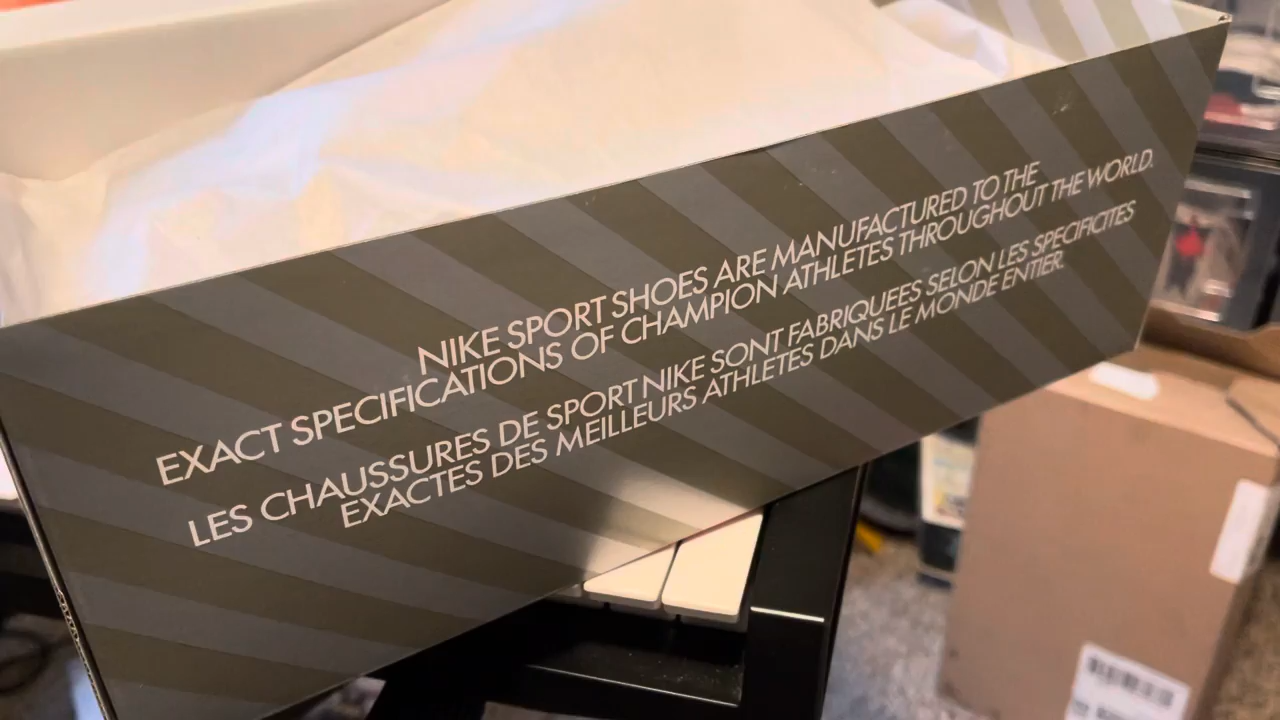 NIKE SPORT SHOES ARE MANUFACTURED TO THE
EXACT SPECIFICATIONS OF CHAMPION ATHLETES THROUGHOUT THE WORLD.
LES CHAUSSURES DE SPORT NIKE SONT FABRIQUEES SELON LES SPECIFICITES
EXACTES DES MEILLEURS ATHLETES DANS LE MONDE ENTIER.